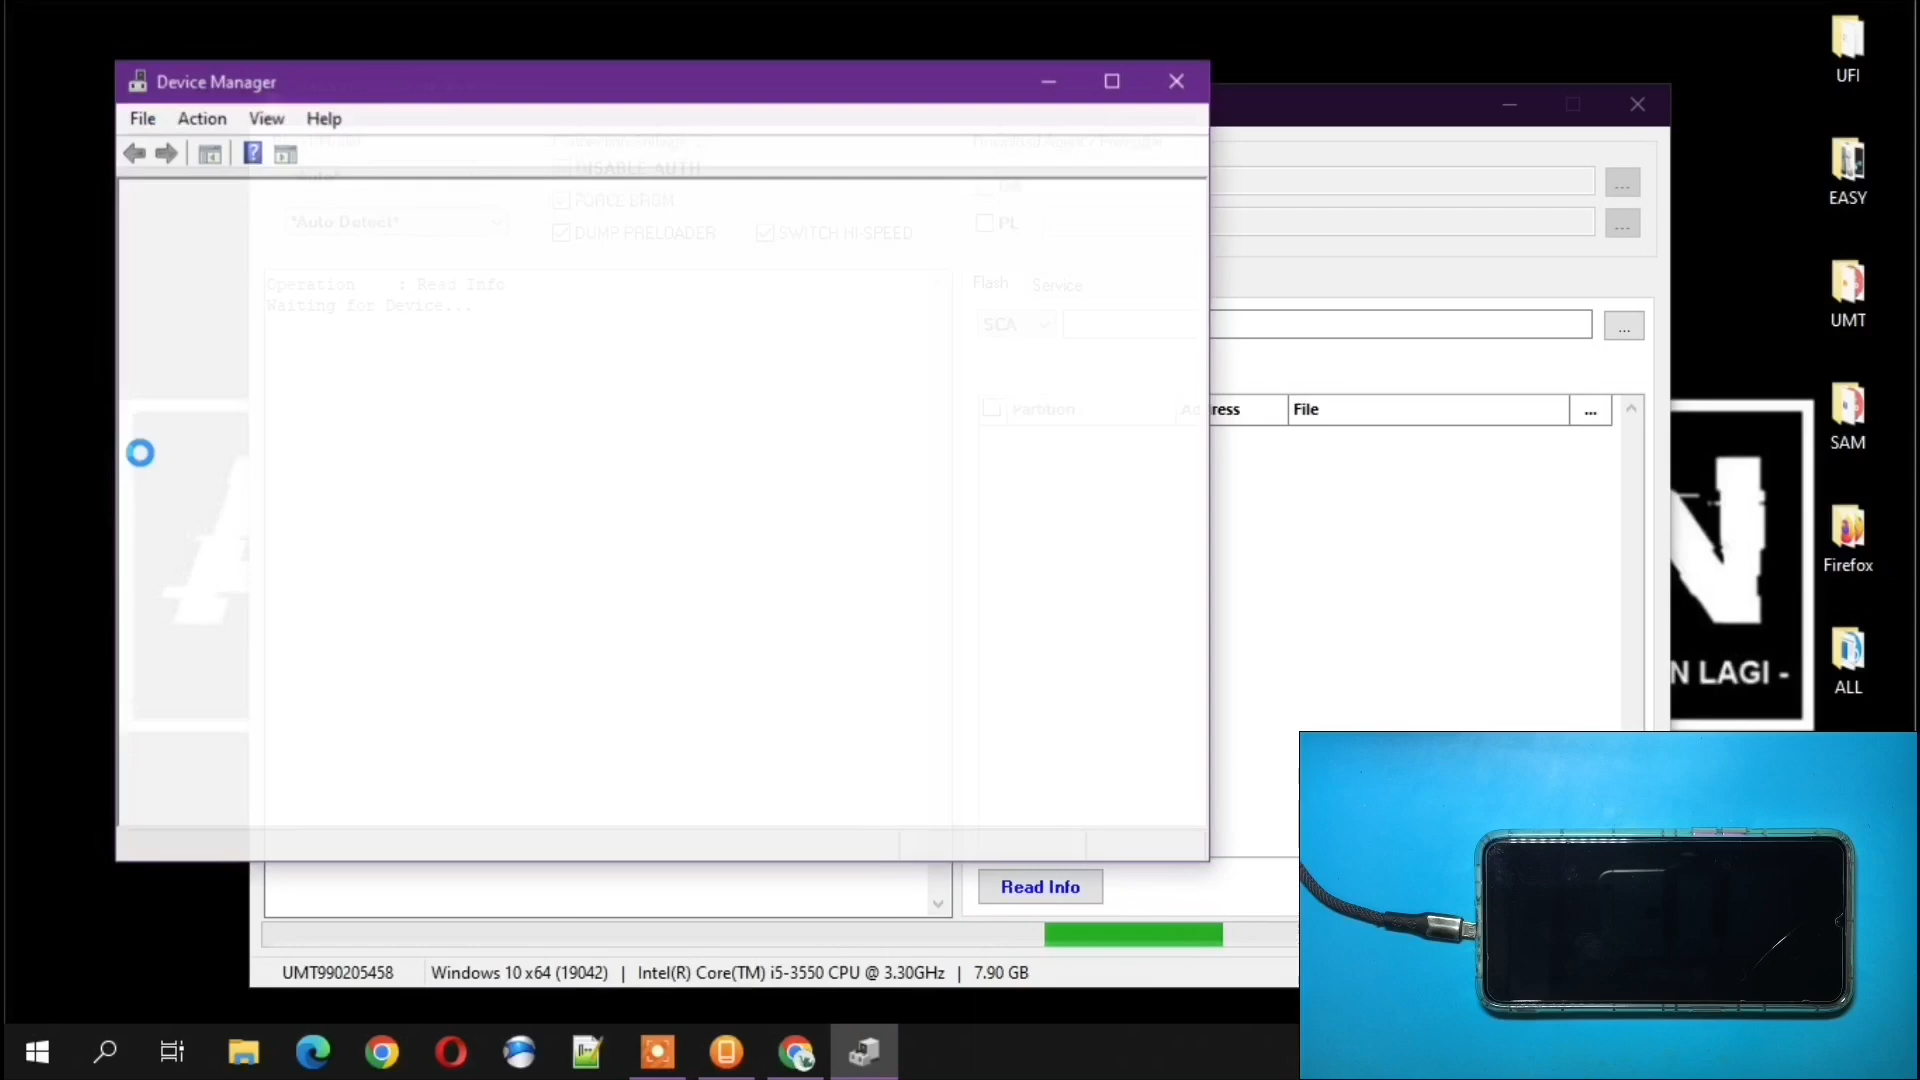 Device Manager
File Action View Help
DISABLE AUTH
FORCE BROM
*Auto Detect*
DUMP PRELOADER
SWITCH HI-SPEED
DA
PL
...
...
Operation : Read Info
Waiting for Device...
Flash
Service
SCA
...
Partition
Address
File
...
Read Info
UMT990205458
Windows 10 x64 (19042) | Intel(R) Core(TM) i5-3550 CPU @ 3.30GHz | 7.90 GB
UFI
EASY
UMT
SAM
Firefox
ALL
N
N LAGI -